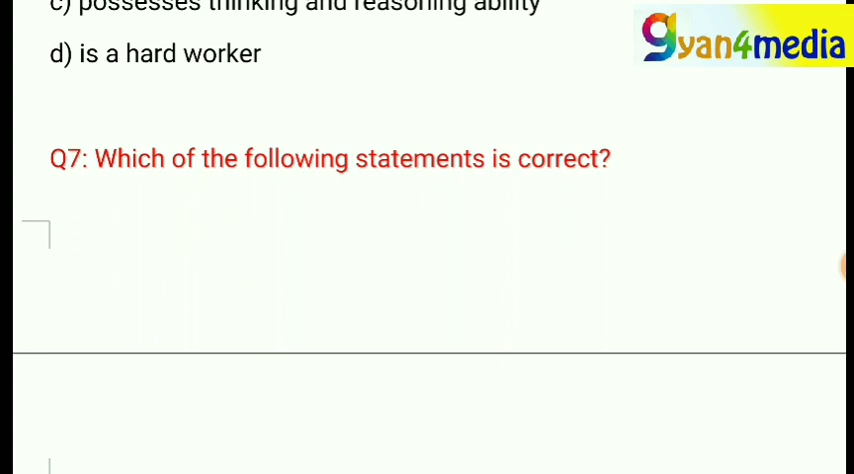 c) possesses thinking and reasoning ability
d) is a hard worker
gyan4media
Q7: Which of the following statements is correct?